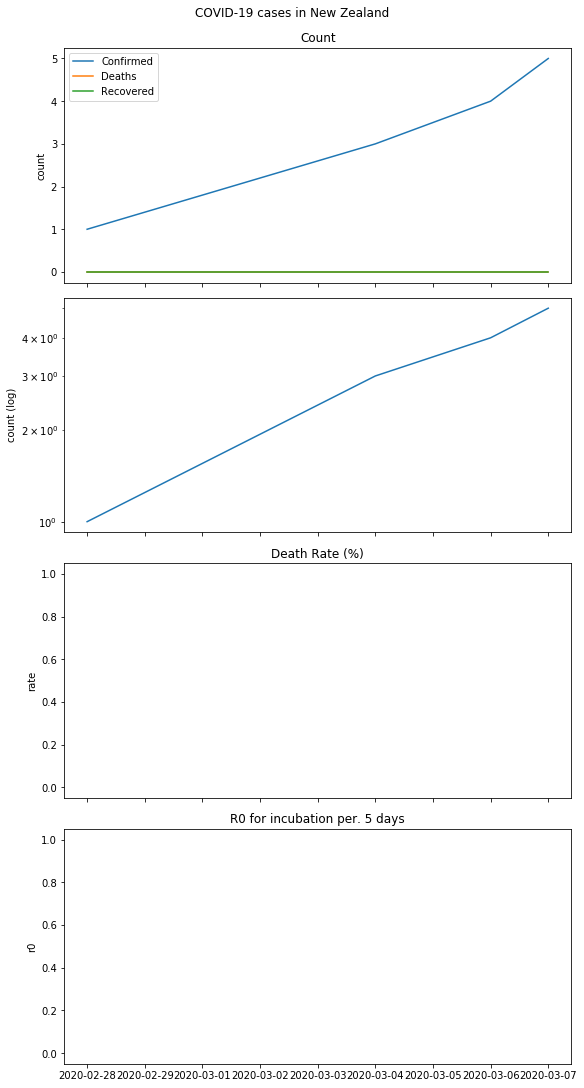 COVID-19 cases in New Zealand
Count
Confirmed
Deaths
Recovered
5
4
3
2
1
0
count
4 × 10⁰
3 × 10⁰
2 × 10⁰
10⁰
count (log)
Death Rate (%)
1.0
0.8
0.6
0.4
0.2
0.0
rate
R0 for incubation per. 5 days
1.0
0.8
0.6
0.4
0.2
0.0
r0
2020-02-28 2020-02-29 2020-03-01 2020-03-02 2020-03-03 2020-03-04 2020-03-05 2020-03-06 2020-03-07